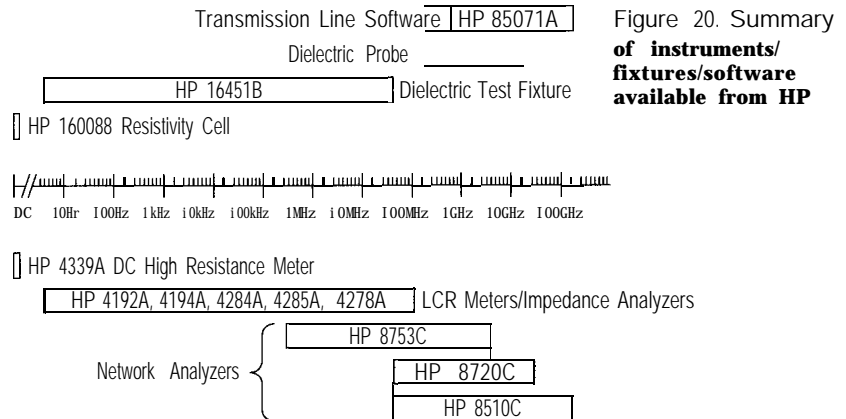 Transmission Line Software HP 85071A
Figure 20. Summary
of instruments/
fixtures/software
available from HP
Dielectric Probe
HP 16451B Dielectric Test Fixture
HP 160088 Resistivity Cell
DC 10Hr I00Hz 1kHz i0kHz i00kHz 1MHz i0MHz I00MHz 1GHz 10GHz I00GHz
HP 4339A DC High Resistance Meter
HP 4192A, 4194A, 4284A, 4285A, 4278A LCR Meters/Impedance Analyzers
HP 8753C
Network Analyzers
HP 8720C
HP 8510C